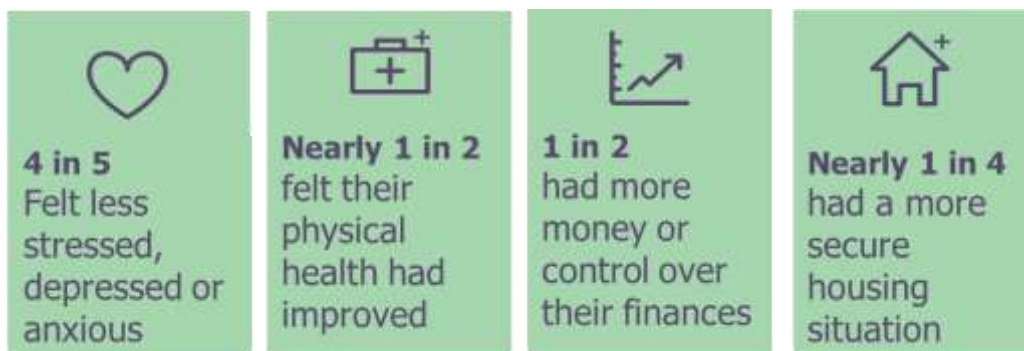 4 in 5
Felt less
stressed,
depressed or
anxious
Nearly 1 in 2
felt their
physical
health had
improved
1 in 2
had more
money or
control over
their finances
Nearly 1 in 4
had a more
secure
housing
situation